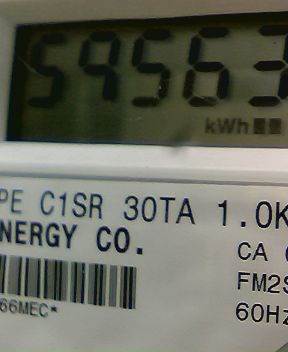 59563
kWh
PE C1SR 30TA 1.0K
NERGY CO.
CA
FM2S
66MEC*
60Hz